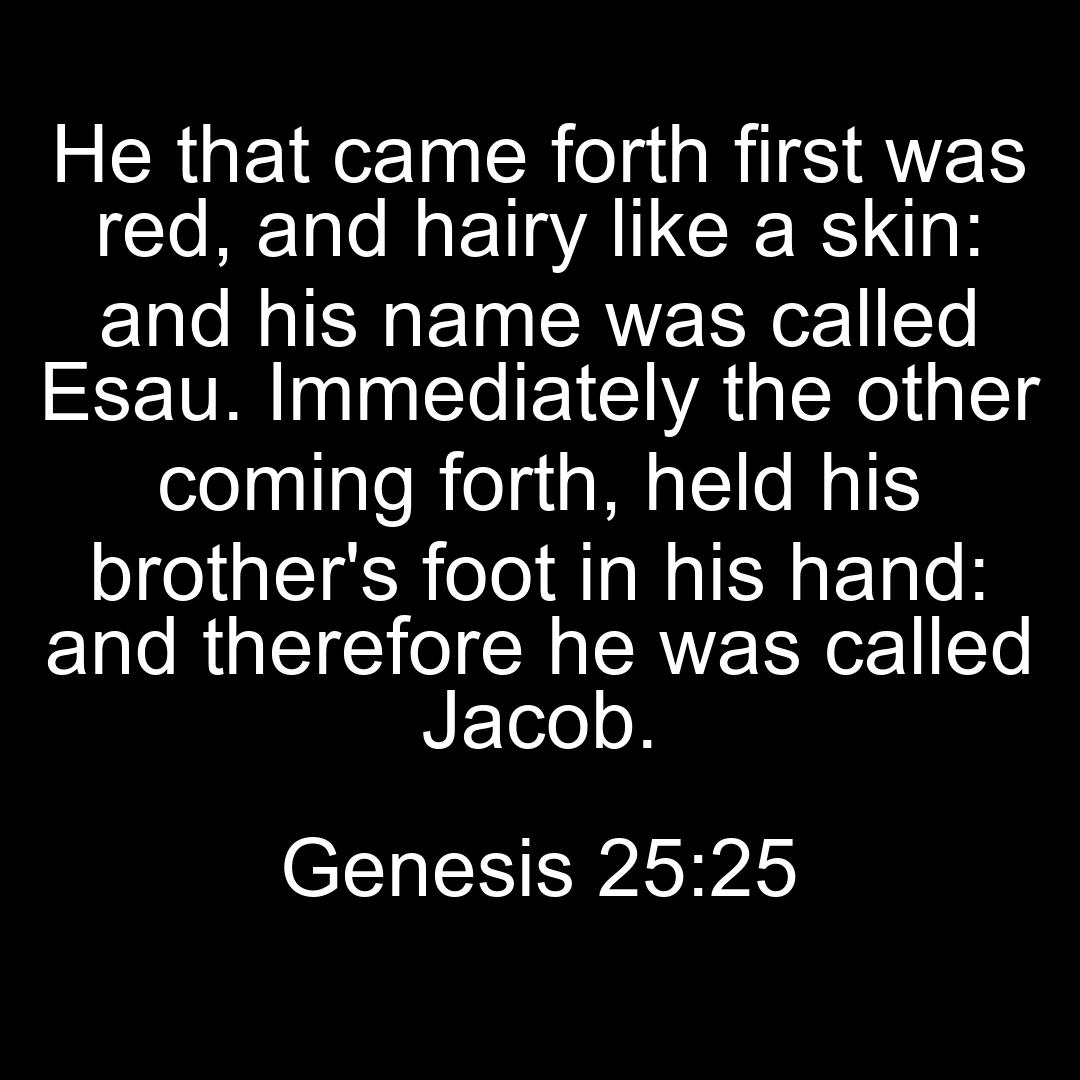 He that came forth first was
red, and hairy like a skin:
and his name was called
Esau. Immediately the other
coming forth, held his
brother's foot in his hand:
and therefore he was called
Jacob.
Genesis 25:25